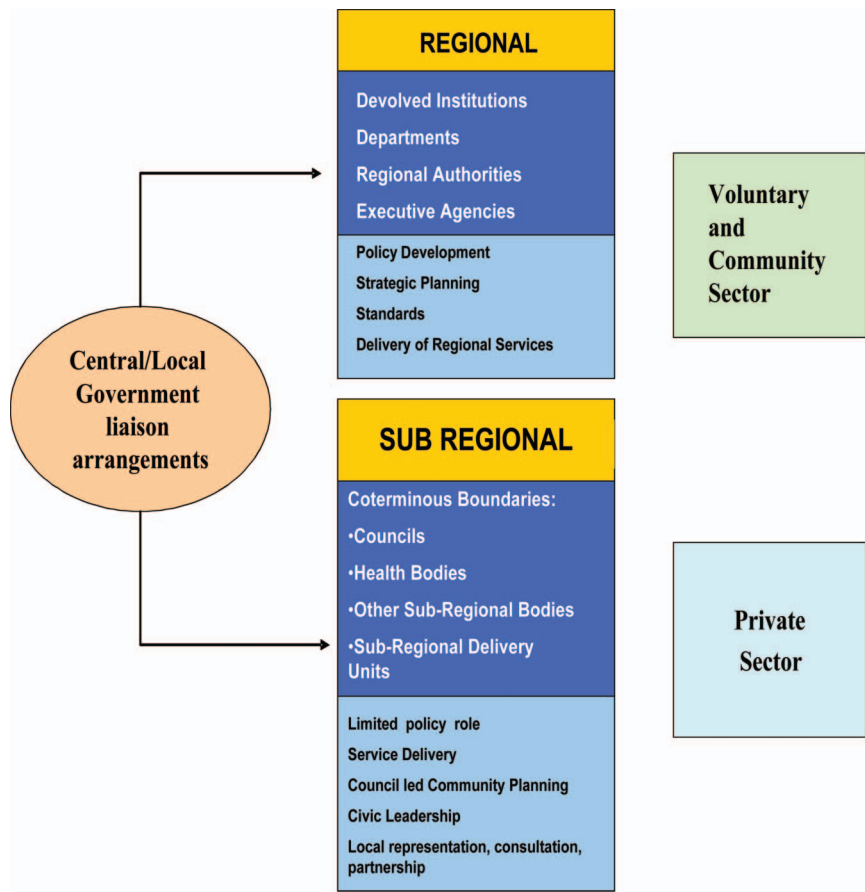 REGIONAL
Devolved Institutions
Departments
Regional Authorities
Executive Agencies
Policy Development
Strategic Planning
Standards
Delivery of Regional Services
Voluntary
and
Community
Sector
Central/Local
Government
liaison
arrangements
SUB REGIONAL
Coterminous Boundaries:
•Councils
•Health Bodies
•Other Sub-Regional Bodies
•Sub-Regional Delivery
Units
Limited policy role
Service Delivery
Council led Community Planning
Civic Leadership
Local representation, consultation,
partnership
Private
Sector